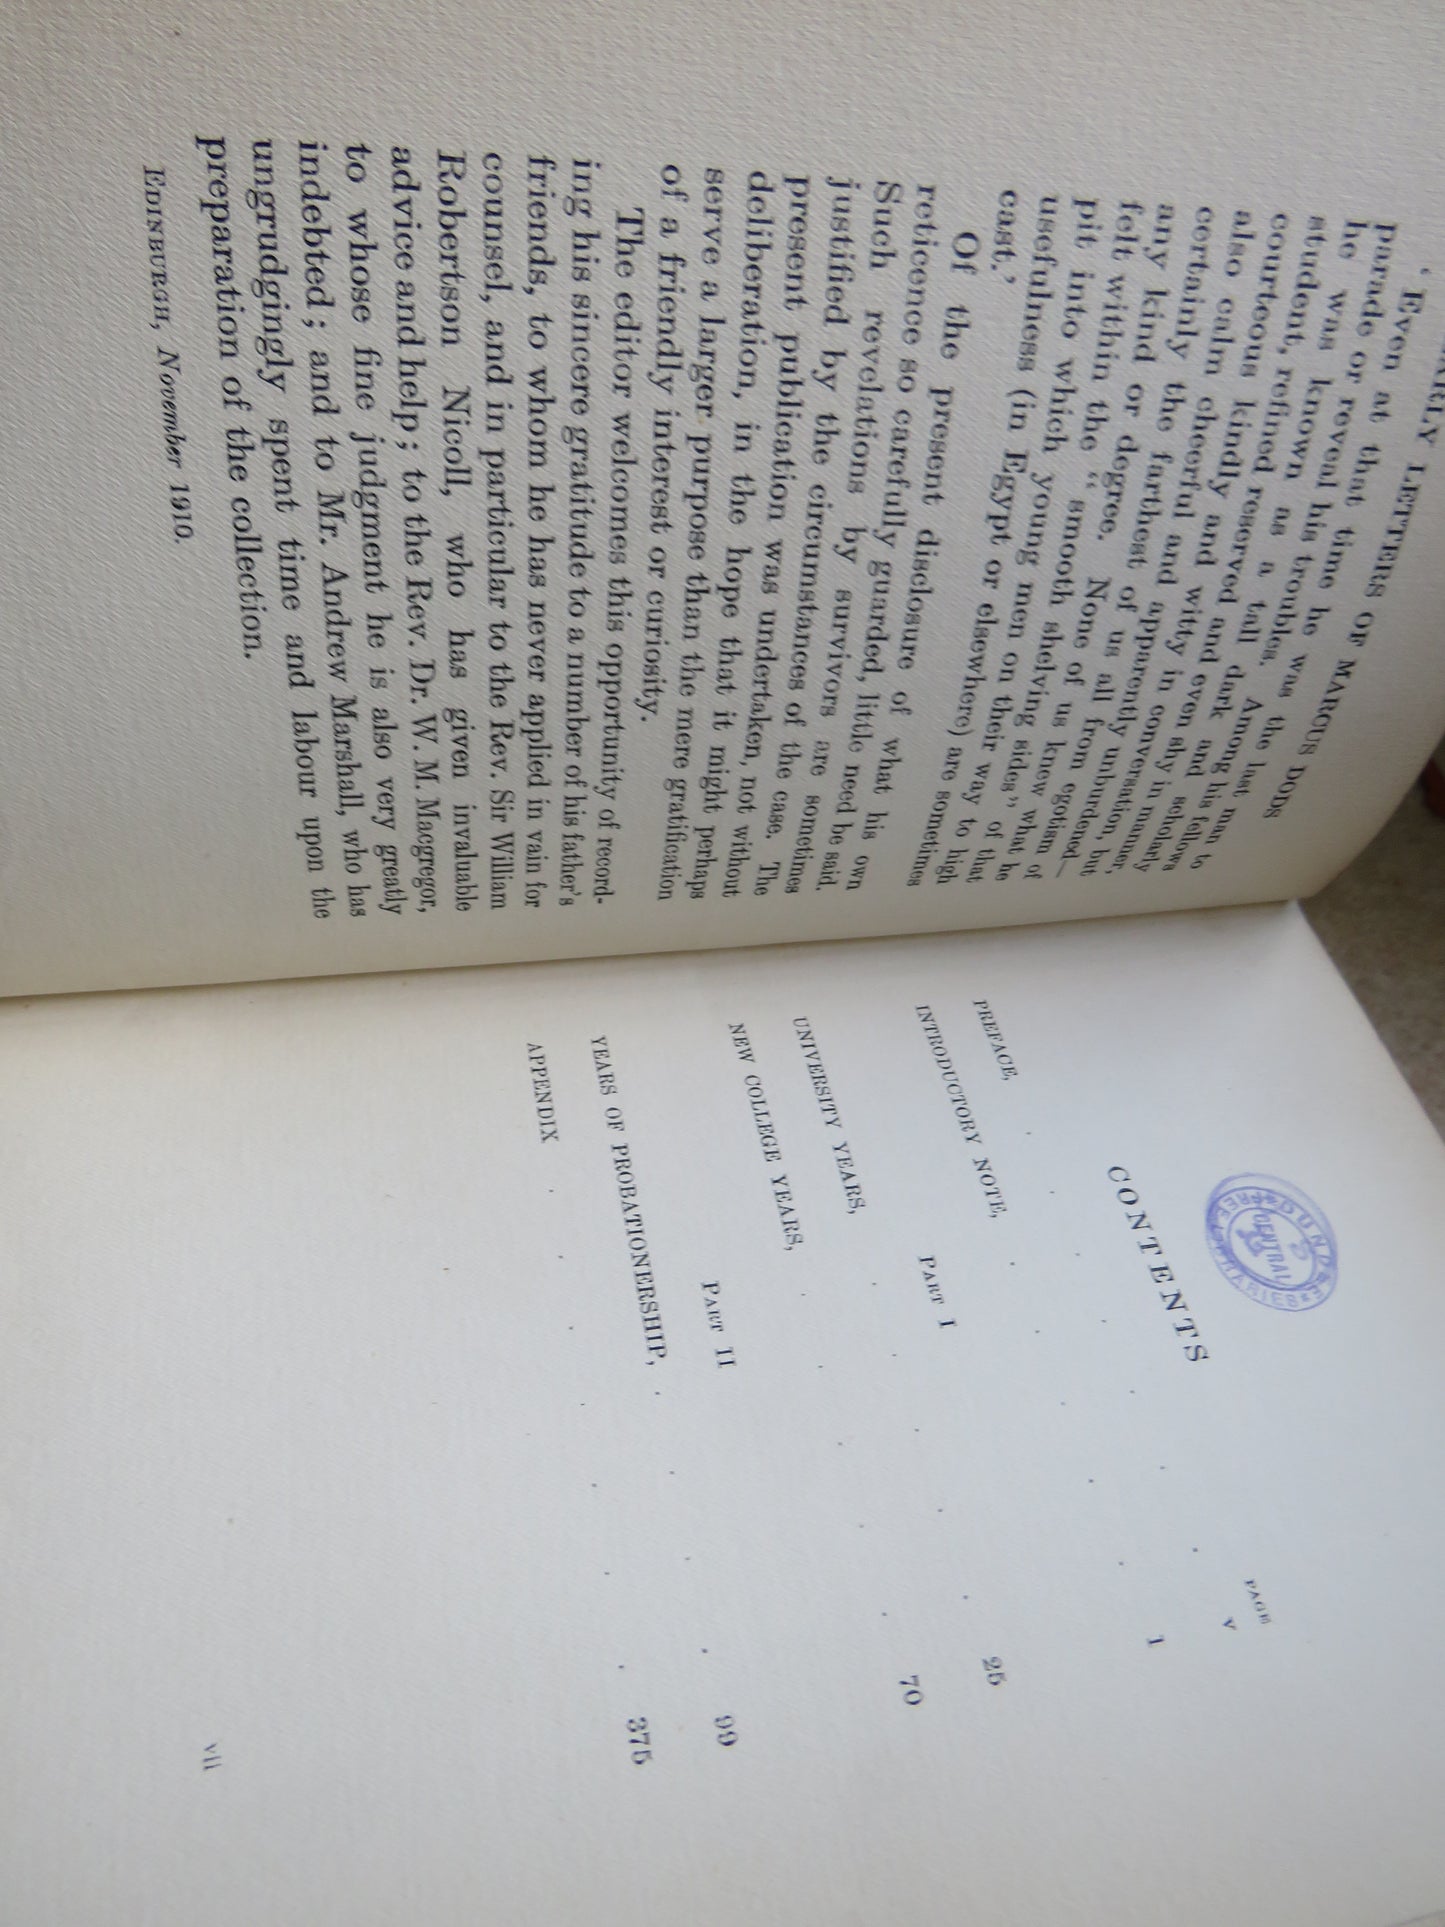 EARLY LETTERS OF MARCUS DODS
‘Even at that time he was the last man to
parade or reveal his troubles. Among his fellows
he was known as a tall dark and scholarly
student, refined reserved and even shy in manner,
courteous kindly and witty in conversation, but
also calm cheerful and apparently unburdened—
certainly the farthest of us all from egotism of
any kind or degree. None of us knew what he
felt within the “smooth shelving sides” of that
pit into which young men on their way to high
usefulness (in Egypt or elsewhere) are sometimes
cast.’
Of the present disclosure of what his own
reticence so carefully guarded, little need be said.
Such revelations by survivors are sometimes
justified by the circumstances of the case. The
present publication was undertaken, not without
deliberation, in the hope that it might perhaps
serve a larger purpose than the mere gratification
of a friendly interest or curiosity.
The editor welcomes this opportunity of record-
ing his sincere gratitude to a number of his father's
friends, to whom he has never applied in vain for
counsel, and in particular to the Rev. Sir William
Robertson Nicoll, who has given invaluable
advice and help; to the Rev. Dr. W. M. Macgregor,
to whose fine judgment he is also very greatly
indebted; and to Mr. Andrew Marshall, who has
ungrudgingly spent time and labour upon the
preparation of the collection.
EDINBURGH, November 1910.
DUNDEE
FREE LIBRARIES
CENTRAL
CONTENTS
PAGE
PREFACE, . . . . . . v
INTRODUCTORY NOTE, . . . . 1
PART I
UNIVERSITY YEARS, . . . . . 25
NEW COLLEGE YEARS, . . . . . 70
PART II
YEARS OF PROBATIONERSHIP, . . . . 99
APPENDIX . . . . . . 375
vii